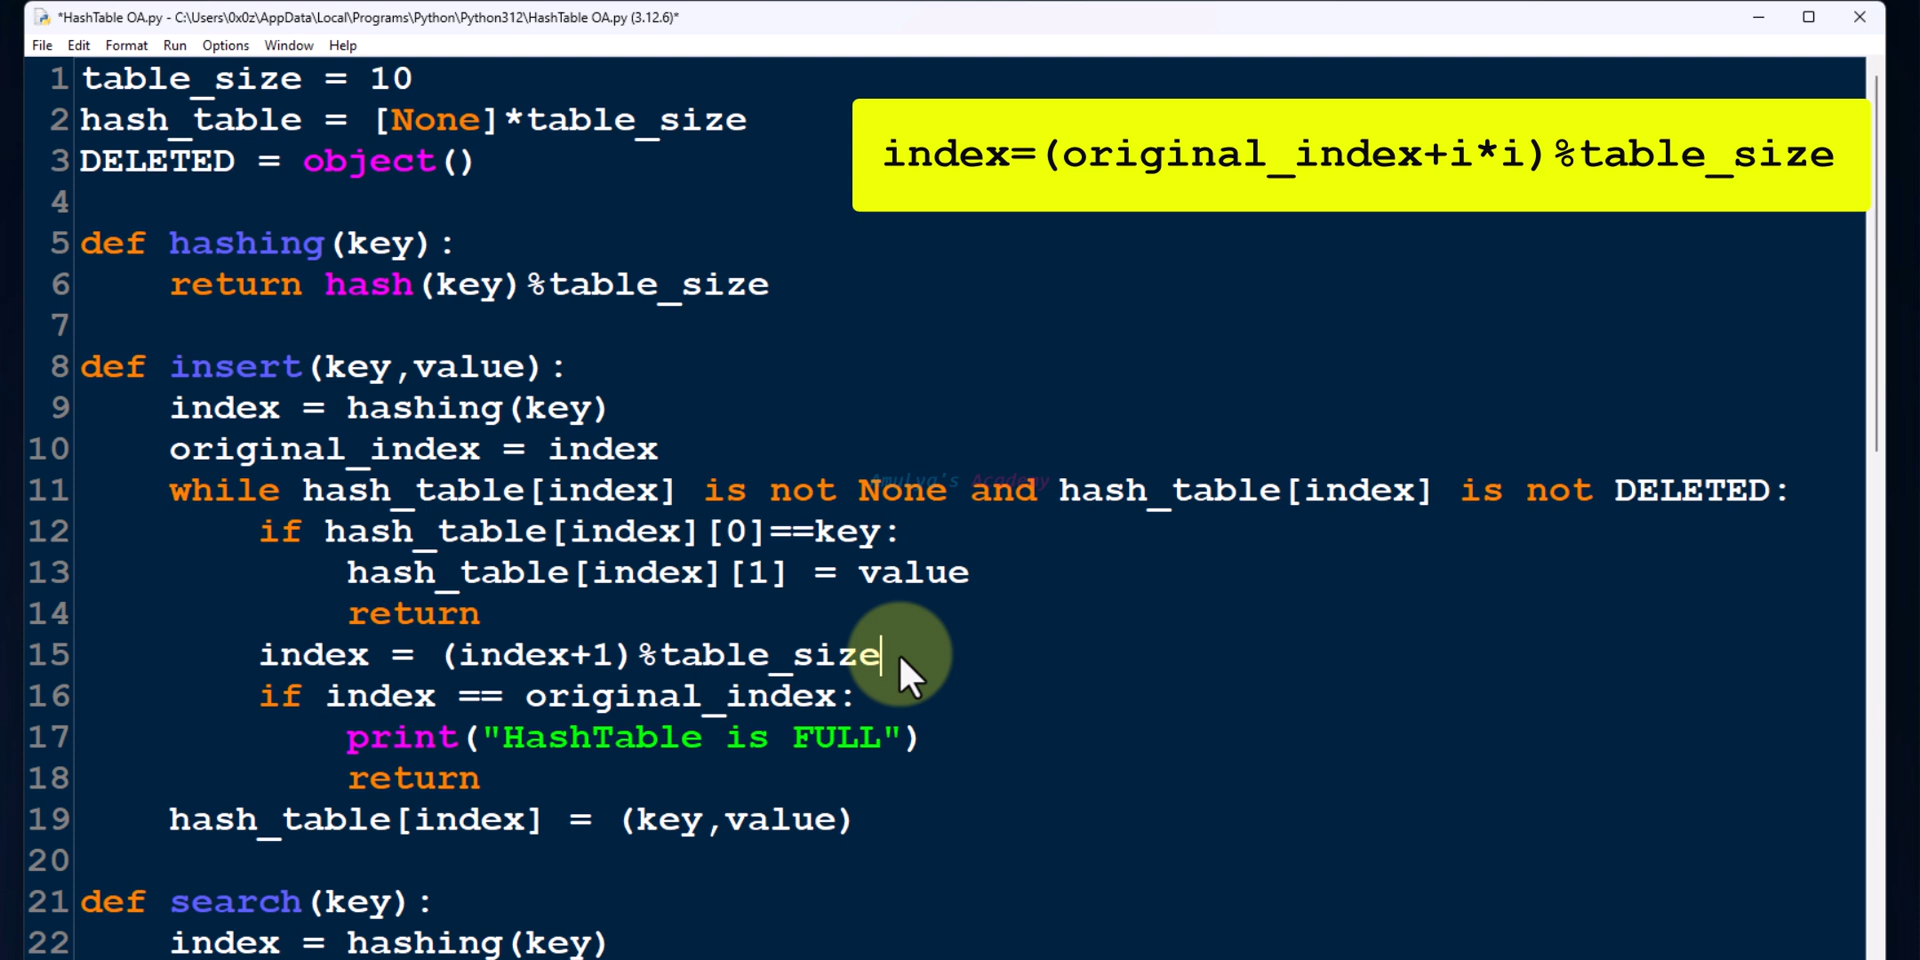 *HashTable OA.py - C:\Users\0x0z\AppData\Local\Programs\Python\Python312\HashTable OA.py (3.12.6)*
File Edit Format Run Options Window Help
1 table_size = 10
2 hash_table = [None]*table_size
index=(original_index+i*i)%table_size
3 DELETED = object()
4
5 def hashing(key):
6     return hash(key)%table_size
7
8 def insert(key,value):
9     index = hashing(key)
10     original_index = index
Amulya's Academy
11     while hash_table[index] is not None and hash_table[index] is not DELETED:
12         if hash_table[index][0]==key:
13             hash_table[index][1] = value
14             return
15         index = (index+1)%table_size
16         if index == original_index:
17             print("HashTable is FULL")
18             return
19     hash_table[index] = (key,value)
20
21 def search(key):
22     index = hashing(key)